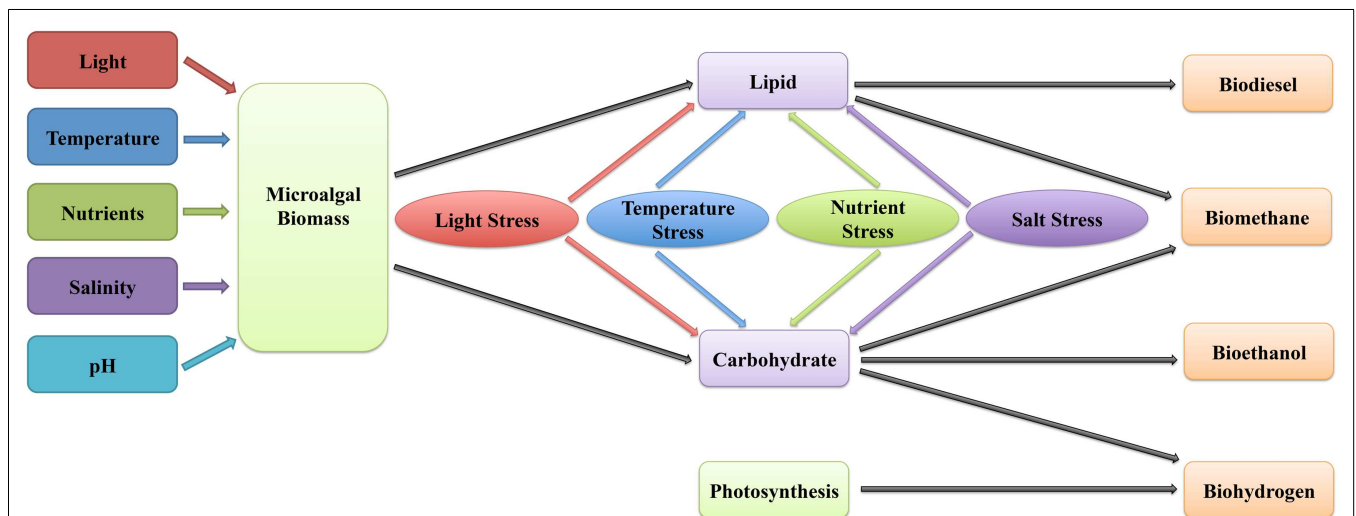 Light
Temperature
Nutrients
Salinity
pH
Microalgal
Biomass
Lipid
Light Stress
Temperature
Stress
Nutrient
Stress
Salt Stress
Carbohydrate
Photosynthesis
Biodiesel
Biomethane
Bioethanol
Biohydrogen